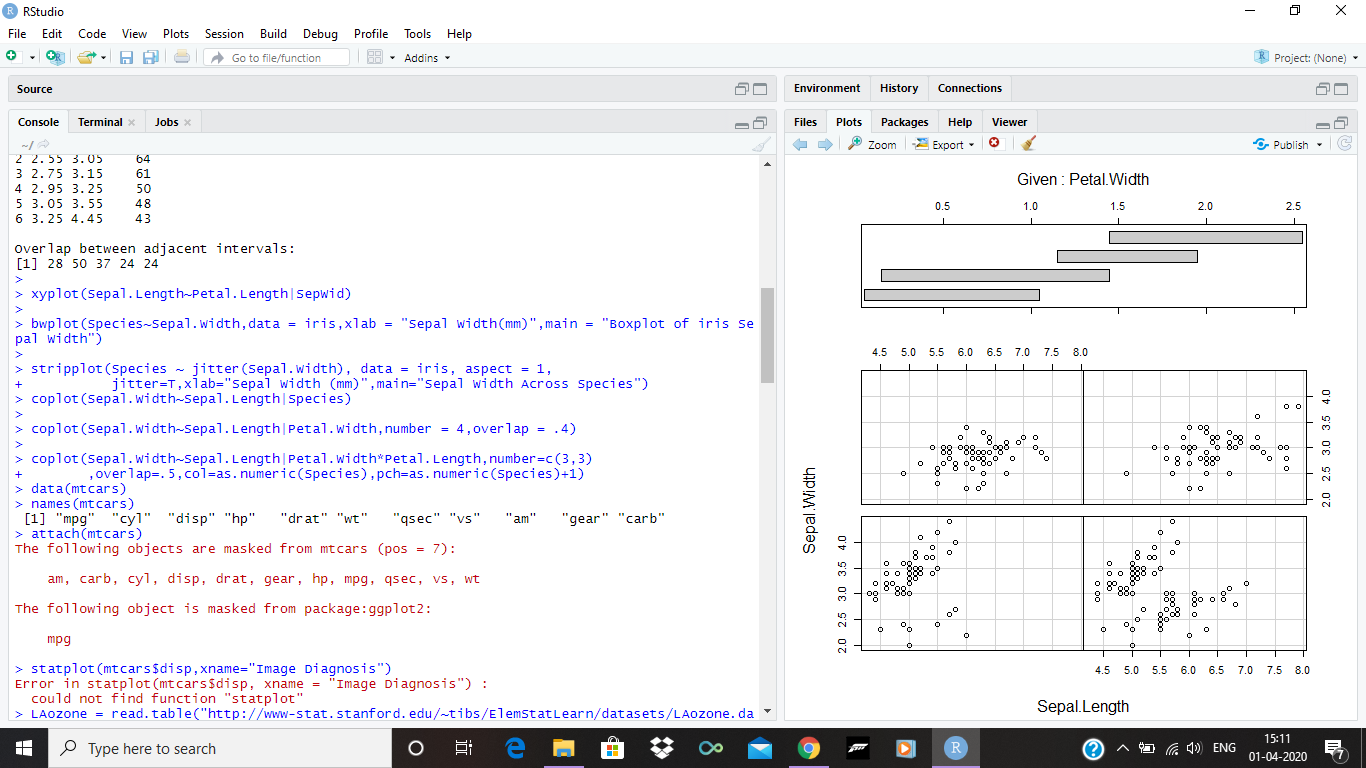 RStudio
File Edit Code View Plots Session Build Debug Profile Tools Help
Go to file/function Addins Project: (None)
Source
Console Terminal Jobs
~/
2 2.55 3.05 64
3 2.75 3.15 61
4 2.95 3.25 50
5 3.05 3.55 48
6 3.25 4.45 43
Overlap between adjacent intervals:
[1] 28 50 37 24 24
>
> xyplot(Sepal.Length~Petal.Length|SepWid)
>
> bwplot(Species~Sepal.Width,data = iris,xlab = "Sepal Width(mm)",main = "Boxplot of iris Se
pal Width")
>
> stripplot(Species ~ jitter(Sepal.Width), data = iris, aspect = 1,
+ jitter=T,xlab="Sepal Width (mm)",main="Sepal Width Across Species")
> coplot(Sepal.Width~Sepal.Length|Species)
>
> coplot(Sepal.Width~Sepal.Length|Petal.Width,number = 4,overlap = .4)
>
> coplot(Sepal.Width~Sepal.Length|Petal.Width*Petal.Length,number=c(3,3)
+ ,overlap=.5,col=as.numeric(Species),pch=as.numeric(Species)+1)
> data(mtcars)
> names(mtcars)
[1] "mpg" "cyl" "disp" "hp" "drat" "wt" "qsec" "vs" "am" "gear" "carb"
> attach(mtcars)
The following objects are masked from mtcars (pos = 7):
am, carb, cyl, disp, drat, gear, hp, mpg, qsec, vs, wt
The following object is masked from package:ggplot2:
mpg
> statplot(mtcars$disp,xname="Image Diagnosis")
Error in statplot(mtcars$disp, xname = "Image Diagnosis") :
could not find function "statplot"
> LAozone = read.table("http://www-stat.stanford.edu/~tibs/ElemStatLearn/datasets/LAozone.da
Environment History Connections
Files Plots Packages Help Viewer
Zoom Export Publish
Given : Petal.Width
0.5 1.0 1.5 2.0 2.5
4.5 5.0 5.5 6.0 6.5 7.0 7.5 8.0
2.0 2.5 3.0 3.5 4.0
Sepal.Width
2.0 2.5 3.0 3.5 4.0
4.5 5.0 5.5 6.0 6.5 7.0 7.5 8.0
Sepal.Length
Type here to search
ENG
15:11
01-04-2020
7